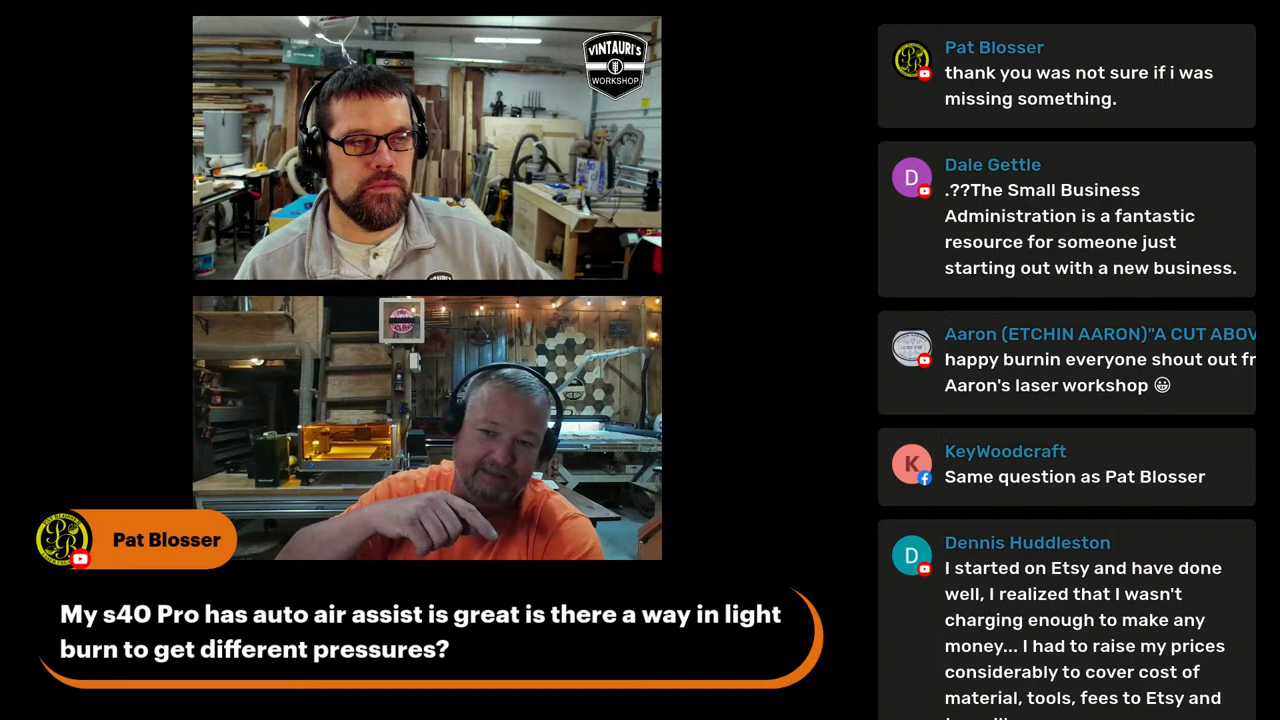 VINTAURI'S
WORKSHOP
Pat Blosser
My s40 Pro has auto air assist is great is there a way in light
burn to get different pressures?
Pat Blosser
thank you was not sure if i was
missing something.
D
Dale Gettle
.??The Small Business
Administration is a fantastic
resource for someone just
starting out with a new business.
Aaron (ETCHIN AARON)"A CUT ABOV
happy burnin everyone shout out fr
Aaron's laser workshop 😀
K
KeyWoodcraft
Same question as Pat Blosser
D
Dennis Huddleston
I started on Etsy and have done
well, I realized that I wasn't
charging enough to make any
money... I had to raise my prices
considerably to cover cost of
material, tools, fees to Etsy and